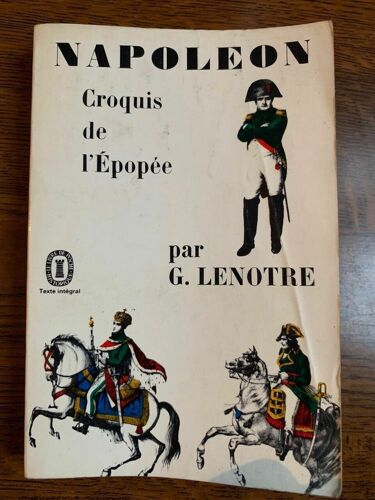 NAPOLEON
Croquis
de
l'Épopée
par
G. LENOTRE
Texte intégral